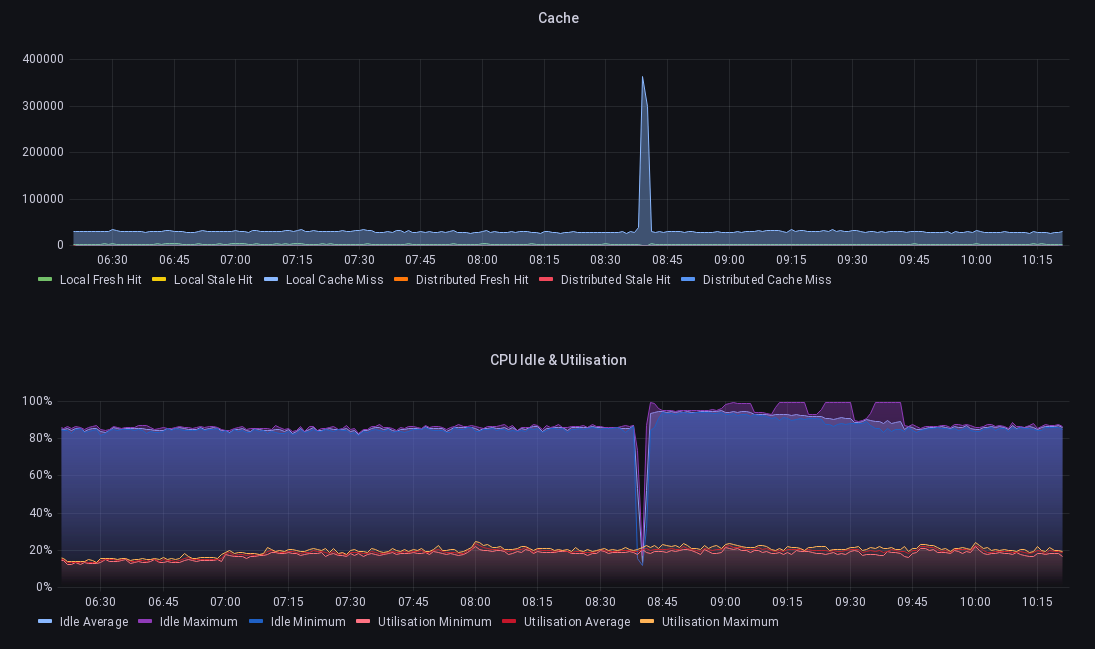 Cache
400000
300000
200000
100000
0
06:30 06:45 07:00 07:15 07:30 07:45 08:00 08:15 08:30 08:45 09:00 09:15 09:30 09:45 10:00 10:15
Local Fresh Hit Local Stale Hit Local Cache Miss Distributed Fresh Hit Distributed Stale Hit Distributed Cache Miss
CPU Idle & Utilisation
100%
80%
60%
40%
20%
0%
06:30 06:45 07:00 07:15 07:30 07:45 08:00 08:15 08:30 08:45 09:00 09:15 09:30 09:45 10:00 10:15
Idle Average Idle Maximum Idle Minimum Utilisation Minimum Utilisation Average Utilisation Maximum